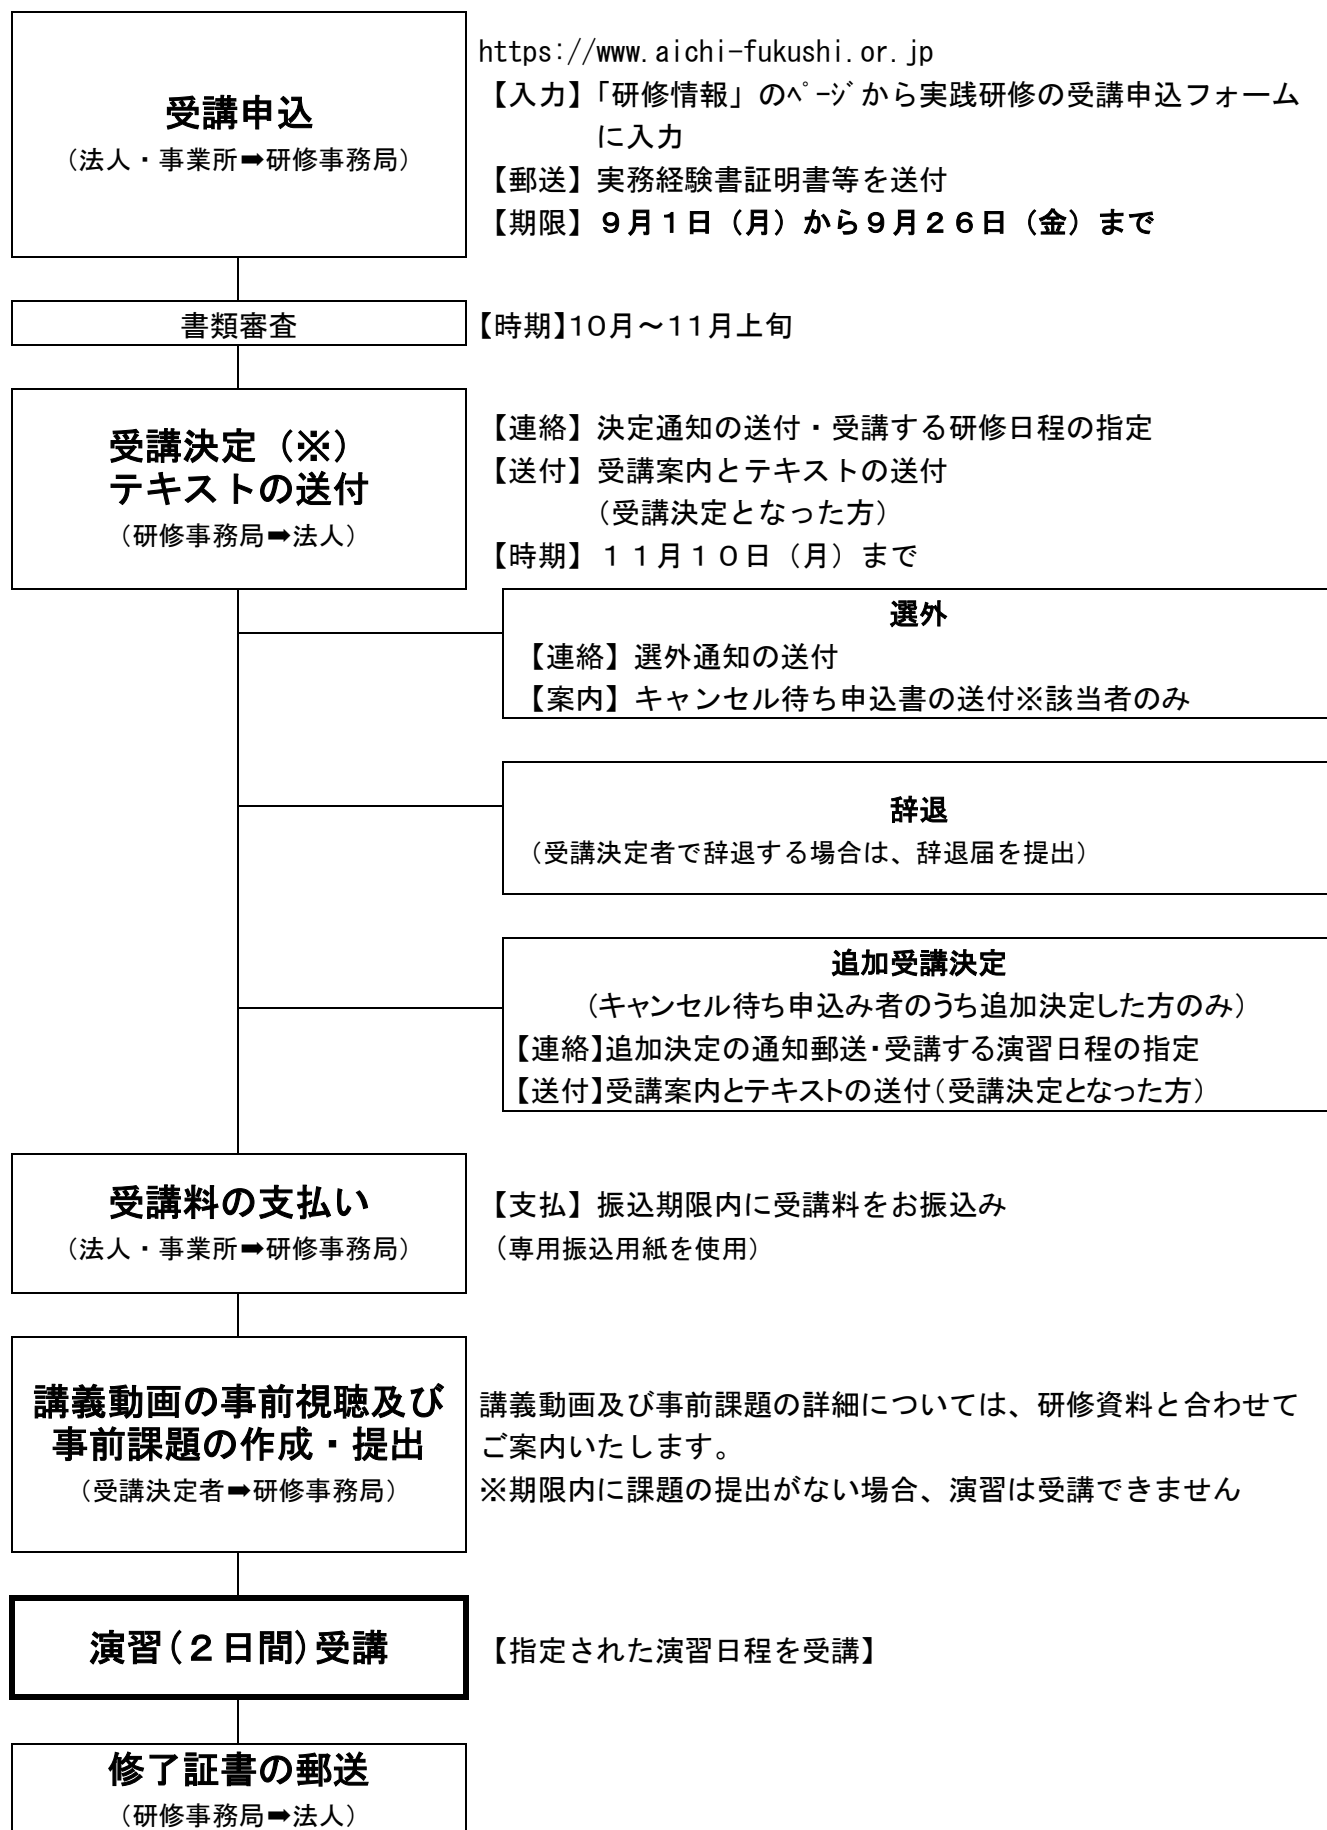 受講申込
（法人・事業所➡研修事務局）
https://www.aichi-fukushi.or.jp
【入力】「研修情報」のﾍﾟｰｼﾞから実践研修の受講申込フォーム
に入力
【郵送】実務経験書証明書等を送付
【期限】９月１日（月）から９月２６日（金）まで
書類審査
【時期】１０月～１１月上旬
受講決定（※）
テキストの送付
（研修事務局➡法人）
【連絡】決定通知の送付・受講する研修日程の指定
【送付】受講案内とテキストの送付
（受講決定となった方）
【時期】１１月１０日（月）まで
選外
【連絡】選外通知の送付
【案内】キャンセル待ち申込書の送付※該当者のみ
辞退
（受講決定者で辞退する場合は、辞退届を提出）
追加受講決定
（キャンセル待ち申込み者のうち追加決定した方のみ）
【連絡】追加決定の通知郵送・受講する演習日程の指定
【送付】受講案内とテキストの送付（受講決定となった方）
受講料の支払い
（法人・事業所➡研修事務局）
【支払】振込期限内に受講料をお振込み
（専用振込用紙を使用）
講義動画の事前視聴及び
事前課題の作成・提出
（受講決定者➡研修事務局）
講義動画及び事前課題の詳細については、研修資料と合わせて
ご案内いたします。
※期限内に課題の提出がない場合、演習は受講できません
演習（２日間）受講
【指定された演習日程を受講】
修了証書の郵送
（研修事務局➡法人）